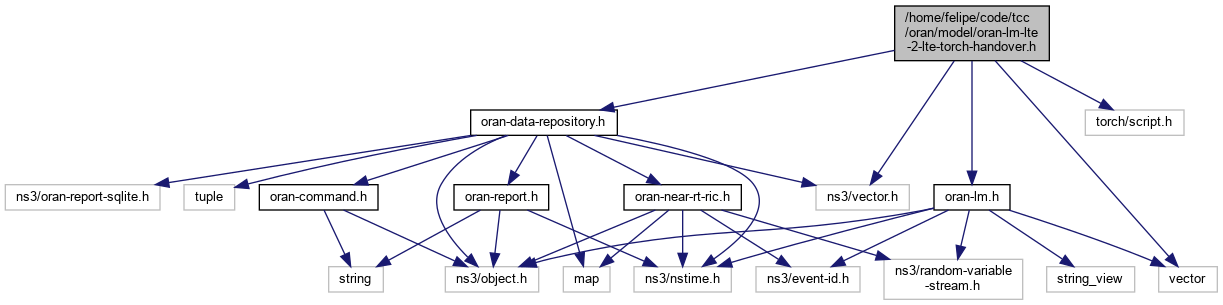 /home/felipe/code/tcc
/oran/model/oran-lm-lte
-2-lte-torch-handover.h
oran-data-repository.h
torch/script.h
ns3/oran-report-sqlite.h
tuple
oran-command.h
oran-report.h
oran-near-rt-ric.h
ns3/vector.h
oran-lm.h
string
ns3/object.h
map
ns3/nstime.h
ns3/event-id.h
ns3/random-variable
-stream.h
string_view
vector